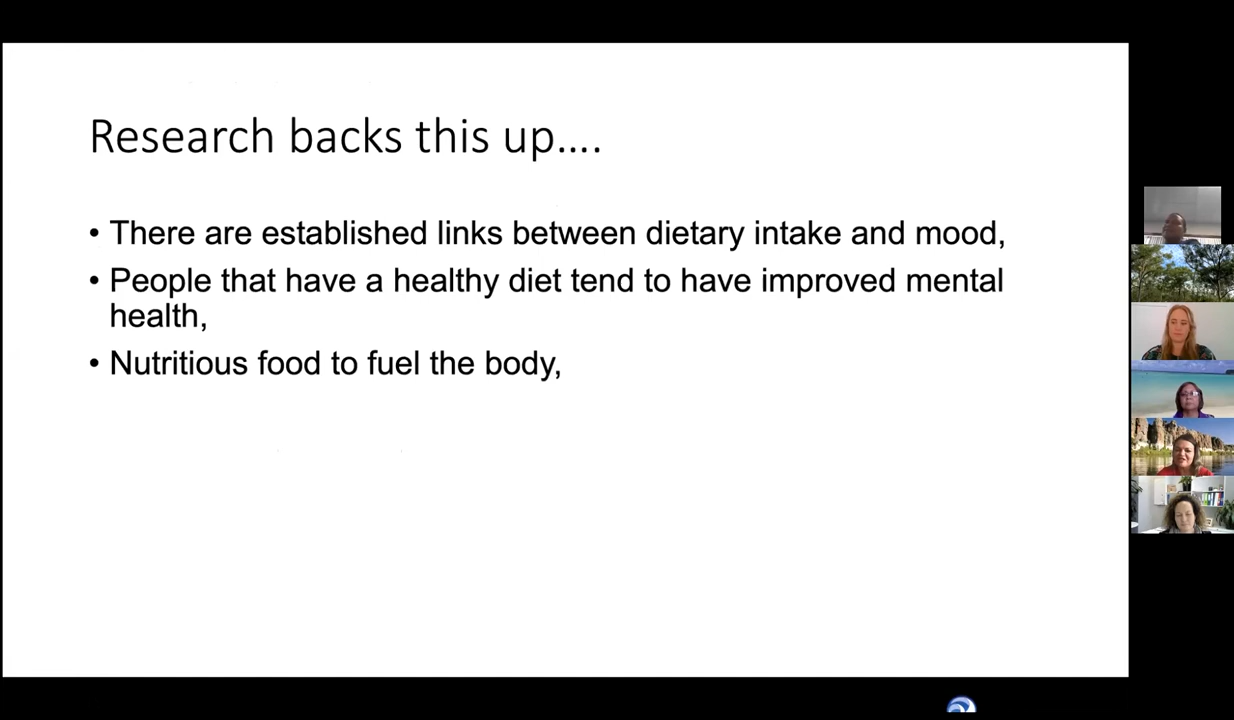 Research backs this up....
• There are established links between dietary intake and mood,
• People that have a healthy diet tend to have improved mental
health,
• Nutritious food to fuel the body,